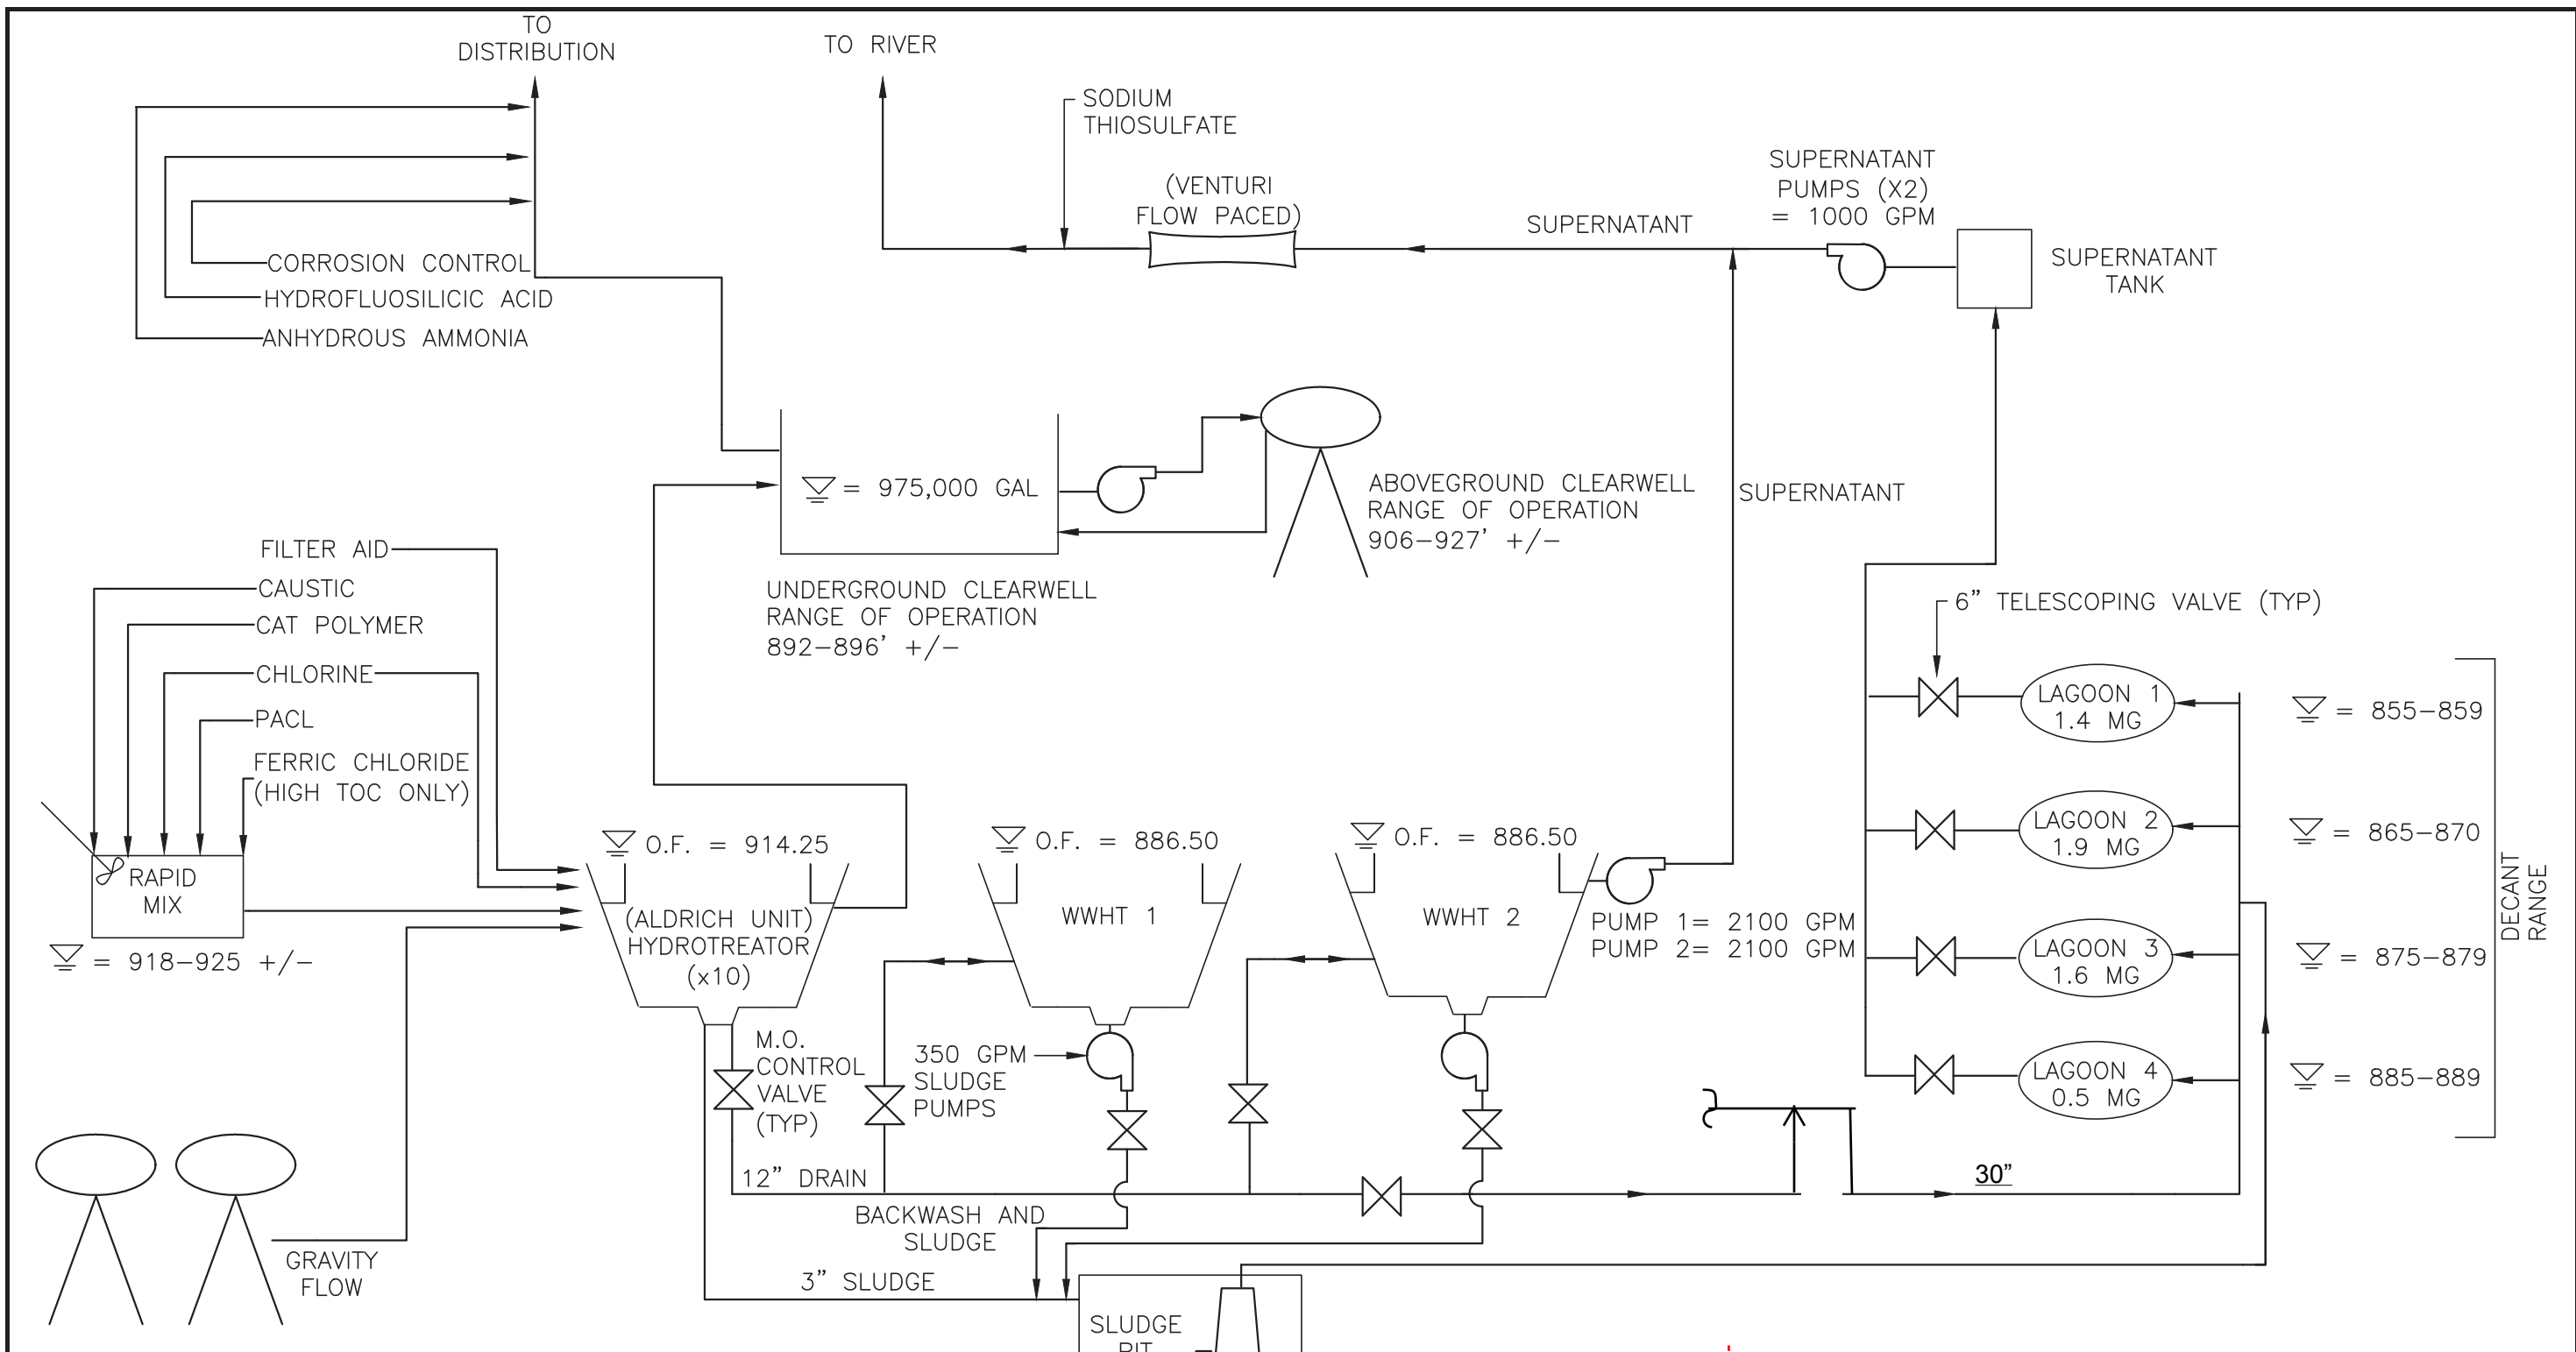 TO
DISTRIBUTION
TO RIVER
SODIUM
THIOSULFATE
(VENTURI
FLOW PACED)
SUPERNATANT
SUPERNATANT
PUMPS (X2)
= 1000 GPM
SUPERNATANT
TANK
CORROSION CONTROL
HYDROFLUOSILICIC ACID
ANHYDROUS AMMONIA
= 975,000 GAL
ABOVEGROUND CLEARWELL
RANGE OF OPERATION
906-927' +/-
SUPERNATANT
UNDERGROUND CLEARWELL
RANGE OF OPERATION
892-896' +/-
6" TELESCOPING VALVE (TYP)
FILTER AID
CAUSTIC
CAT POLYMER
CHLORINE
PACL
FERRIC CHLORIDE
(HIGH TOC ONLY)
RAPID
MIX
= 918-925 +/-
O.F. = 914.25
(ALDRICH UNIT)
HYDROTREATOR
(x10)
O.F. = 886.50
WWHT 1
O.F. = 886.50
WWHT 2
PUMP 1= 2100 GPM
PUMP 2= 2100 GPM
LAGOON 1
1.4 MG
= 855-859
LAGOON 2
1.9 MG
= 865-870
LAGOON 3
1.6 MG
= 875-879
LAGOON 4
0.5 MG
= 885-889
DECANT
RANGE
M.O.
CONTROL
VALVE
(TYP)
350 GPM
SLUDGE
PUMPS
12" DRAIN
30"
BACKWASH AND
SLUDGE
GRAVITY
FLOW
3" SLUDGE
SLUDGE
PIT